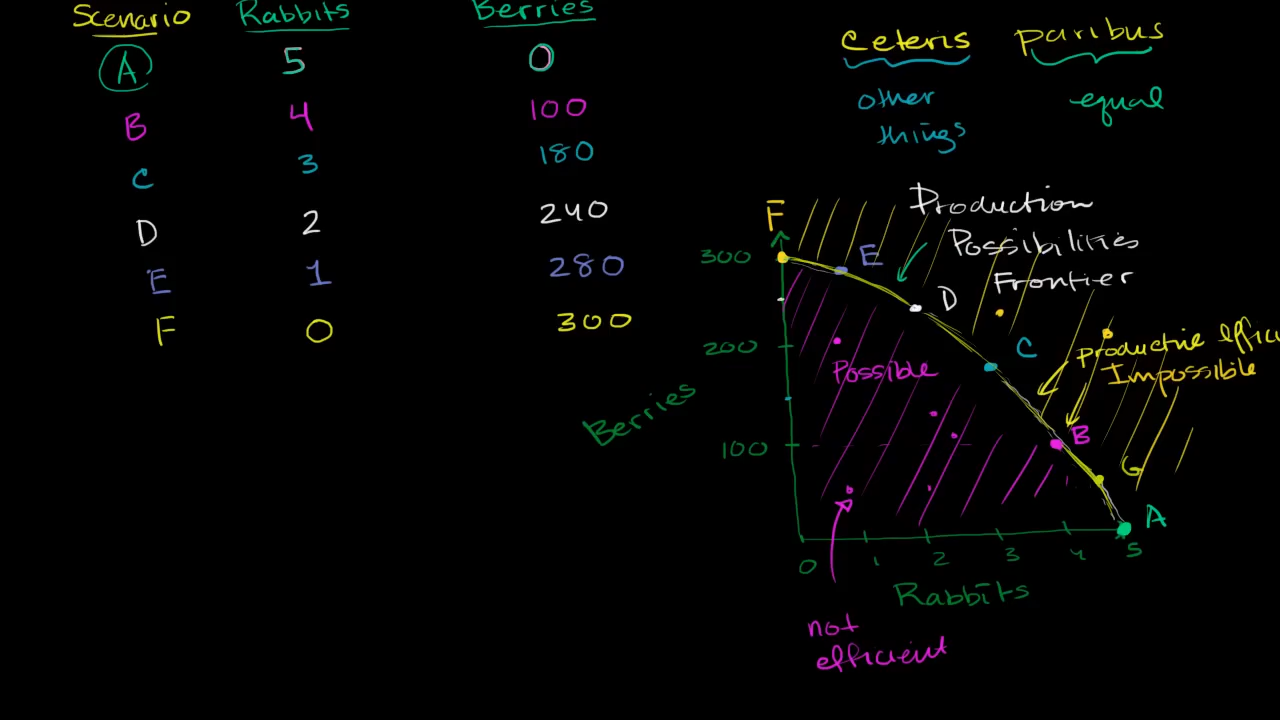 Scenario Rabbits Berries
A 5 0
B 4 100
C 3 180
D 2 240
E 1 280
F 0 300
Ceteris paribus
other equal
things
F Production
300 E Possibilities
D Frontier
200 C Productive effici
Possible Impossible
Berries
100 B
G
A
0 1 2 3 4 5
Rabbits
not
efficient